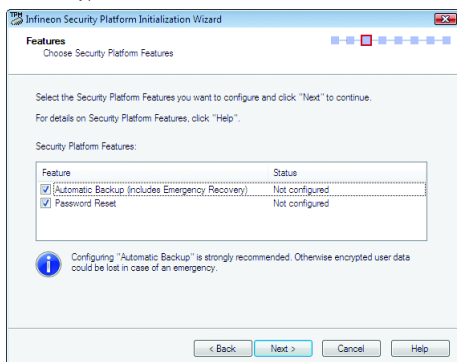 TPM Infineon Security Platform Initialization Wizard
Features
Choose Security Platform Features
Select the Security Platform Features you want to configure and click "Next" to continue.
For details on Security Platform Features, click "Help".
Security Platform Features:
Feature Status
Automatic Backup (includes Emergency Recovery) Not configured
Password Reset Not configured
Configuring "Automatic Backup" is strongly recommended. Otherwise encrypted user data
could be lost in case of an emergency.
< Back Next > Cancel Help